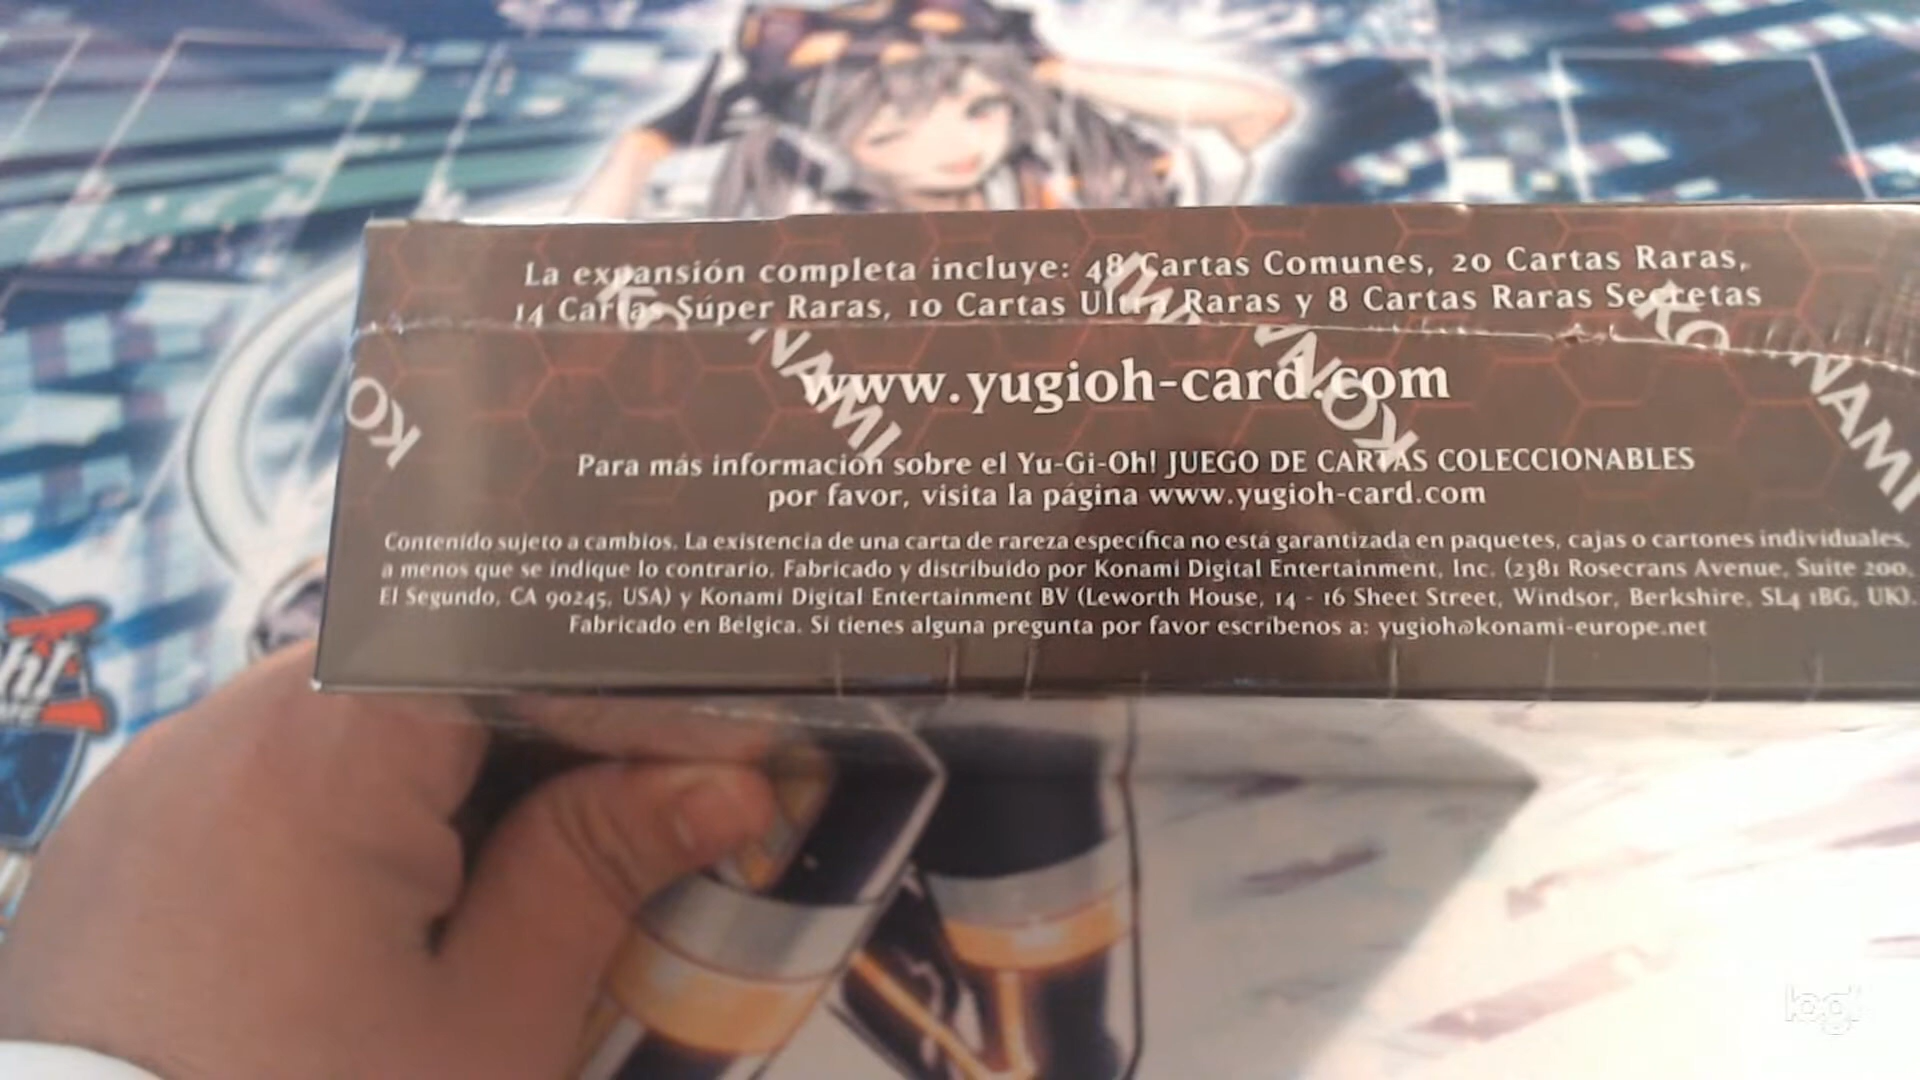 La expansión completa incluye: 48 Cartas Comunes, 20 Cartas Raras,
14 Cartas Súper Raras, 10 Cartas Ultra Raras y 8 Cartas Raras Secretas
KONAMI
KONAMI
www.yugioh-card.com
Para más información sobre el Yu-Gi-Oh! JUEGO DE CARTAS COLECCIONABLES
por favor, visita la página www.yugioh-card.com
Contenido sujeto a cambios. La existencia de una carta de rareza específica no está garantizada en paquetes, cajas o cartones individuales,
a menos que se indique lo contrario. Fabricado y distribuido por Konami Digital Entertainment, Inc. (2381 Rosecrans Avenue, Suite 200,
El Segundo, CA 90245, USA) y Konami Digital Entertainment BV (Leworth House, 14 - 16 Sheet Street, Windsor, Berkshire, SL4 1BG, UK).
Fabricado en Bélgica. Si tienes alguna pregunta por favor escríbenos a: yugioh@konami-europe.net
logi